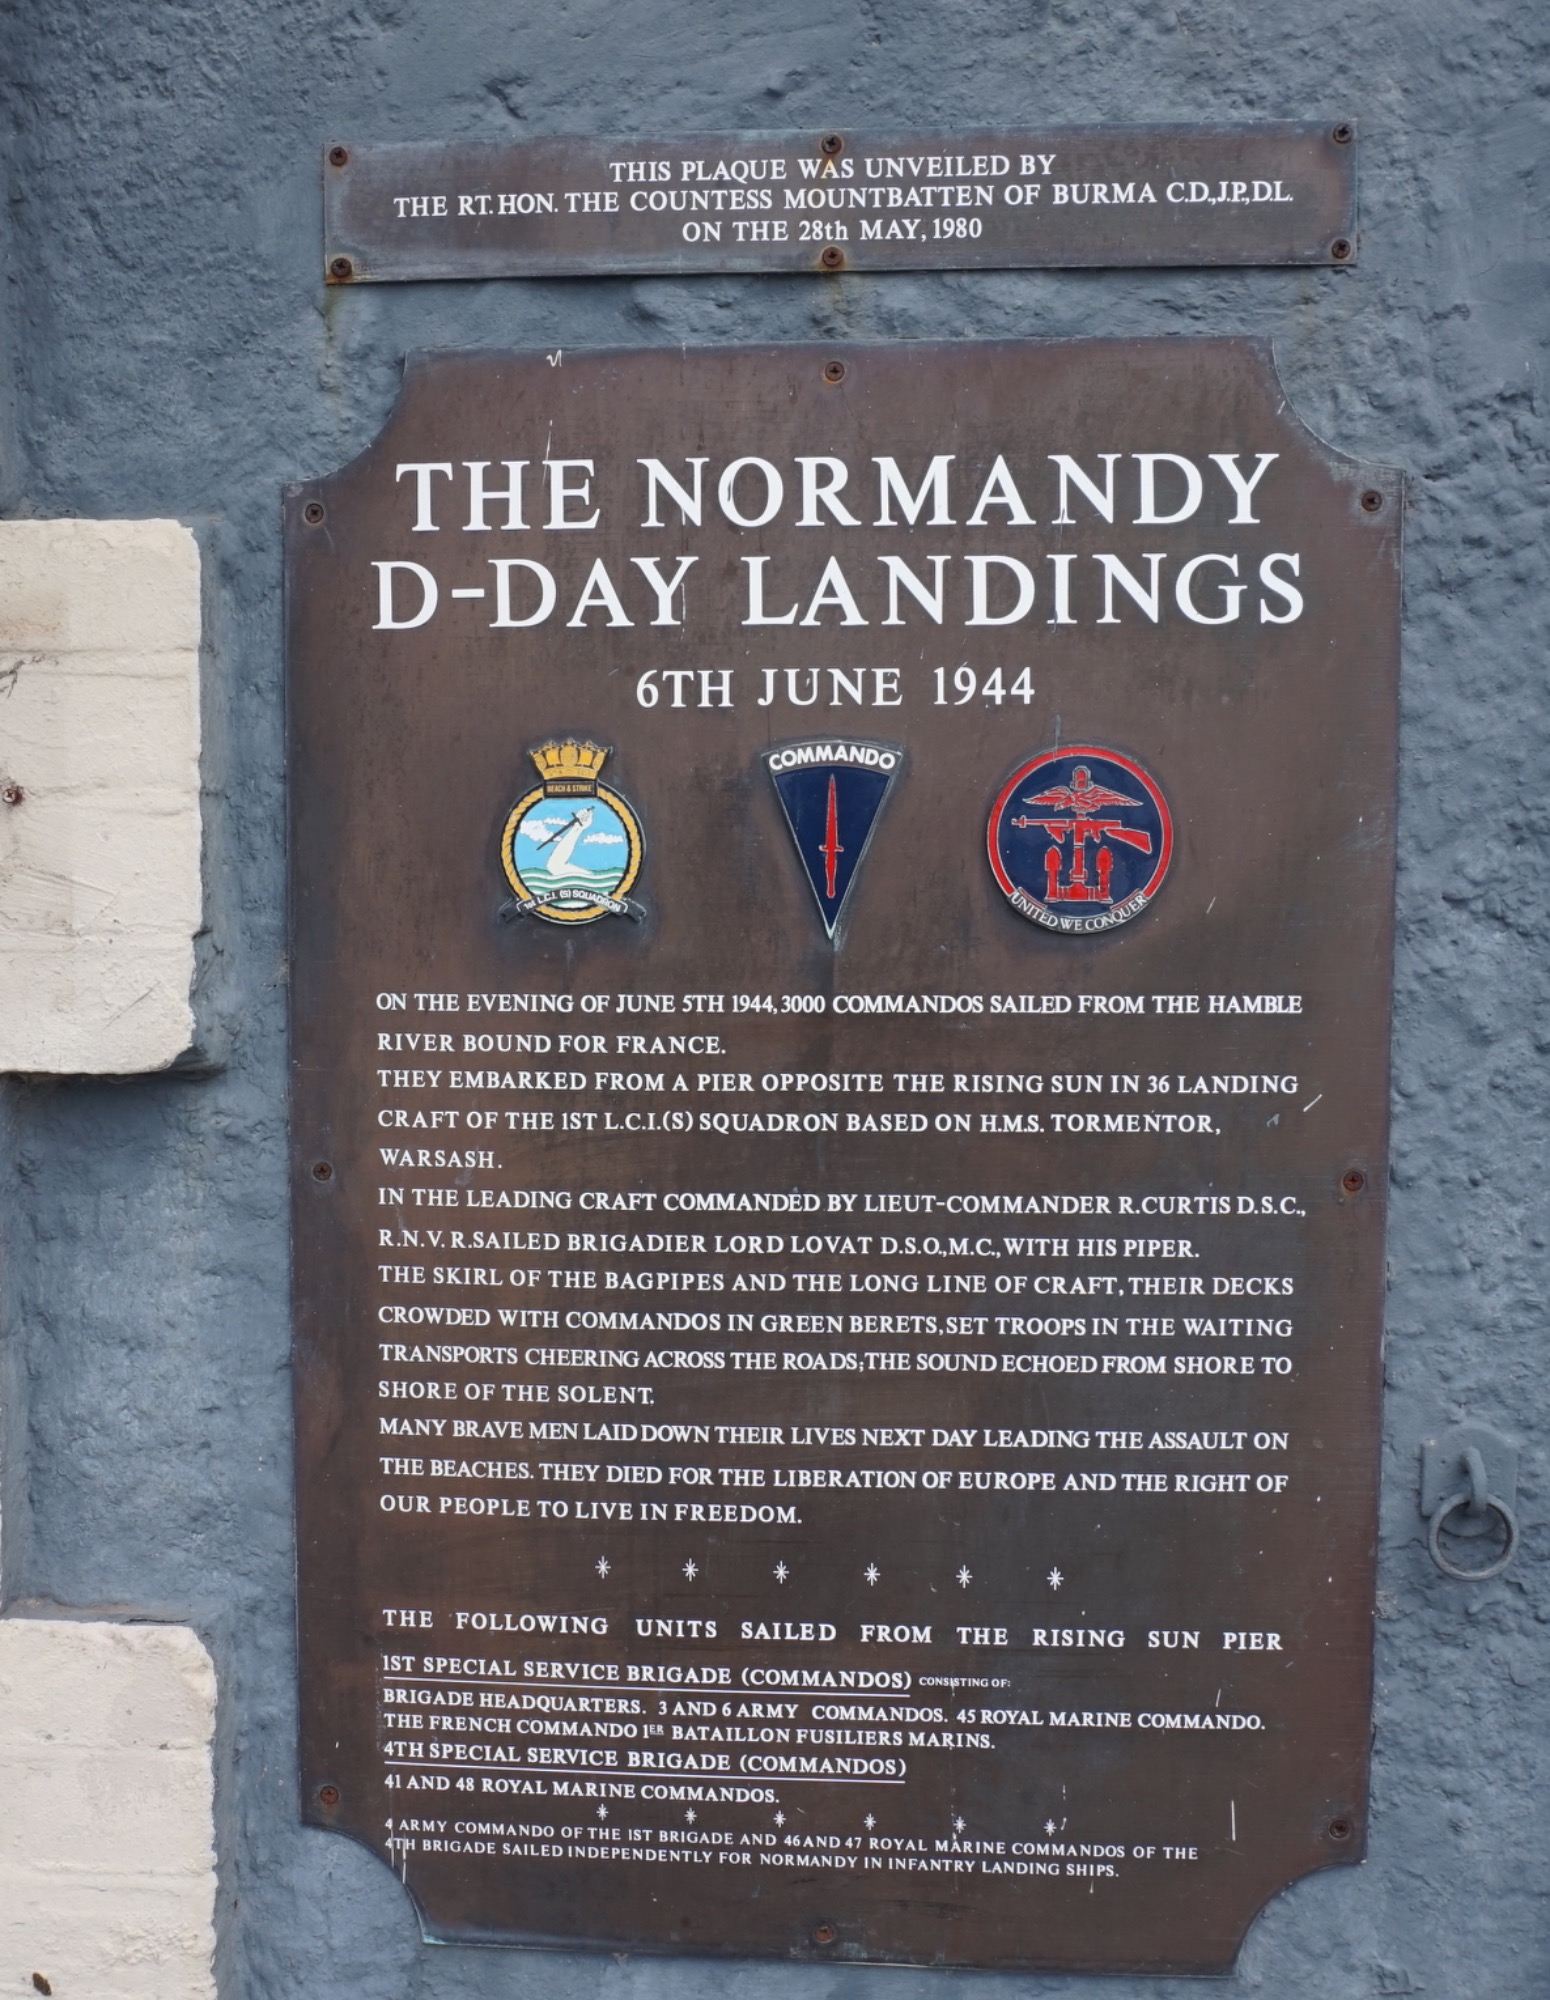 THIS PLAQUE WAS UNVEILED BY
THE RT. HON. THE COUNTESS MOUNTBATTEN OF BURMA C.D.,J.P.,D.L.
ON THE 28th MAY, 1980
THE NORMANDY
D-DAY LANDINGS
6TH JUNE 1944
BEACH & STRIKE
1st L.C.I. (S) SQUADRON
COMMANDO
UNITED WE CONQUER
ON THE EVENING OF JUNE 5TH 1944, 3000 COMMANDOS SAILED FROM THE HAMBLE
RIVER BOUND FOR FRANCE.
THEY EMBARKED FROM A PIER OPPOSITE THE RISING SUN IN 36 LANDING
CRAFT OF THE 1ST L.C.I.(S) SQUADRON BASED ON H.M.S. TORMENTOR,
WARSASH.
IN THE LEADING CRAFT COMMANDED BY LIEUT-COMMANDER R.CURTIS D.S.C.,
R.N.V.R.SAILED BRIGADIER LORD LOVAT D.S.O.,M.C., WITH HIS PIPER.
THE SKIRL OF THE BAGPIPES AND THE LONG LINE OF CRAFT, THEIR DECKS
CROWDED WITH COMMANDOS IN GREEN BERETS, SET TROOPS IN THE WAITING
TRANSPORTS CHEERING ACROSS THE ROADS; THE SOUND ECHOED FROM SHORE TO
SHORE OF THE SOLENT.
MANY BRAVE MEN LAID DOWN THEIR LIVES NEXT DAY LEADING THE ASSAULT ON
THE BEACHES. THEY DIED FOR THE LIBERATION OF EUROPE AND THE RIGHT OF
OUR PEOPLE TO LIVE IN FREEDOM.
* * * * * *
THE FOLLOWING UNITS SAILED FROM THE RISING SUN PIER
1ST SPECIAL SERVICE BRIGADE (COMMANDOS) CONSISTING OF:
BRIGADE HEADQUARTERS. 3 AND 6 ARMY COMMANDOS. 45 ROYAL MARINE COMMANDO.
THE FRENCH COMMANDO 1ER BATAILLON FUSILIERS MARINS.
4TH SPECIAL SERVICE BRIGADE (COMMANDOS)
41 AND 48 ROYAL MARINE COMMANDOS.
* * * * * *
4 ARMY COMMANDO OF THE 1ST BRIGADE AND 46 AND 47 ROYAL MARINE COMMANDOS OF THE
4TH BRIGADE SAILED INDEPENDENTLY FOR NORMANDY IN INFANTRY LANDING SHIPS.